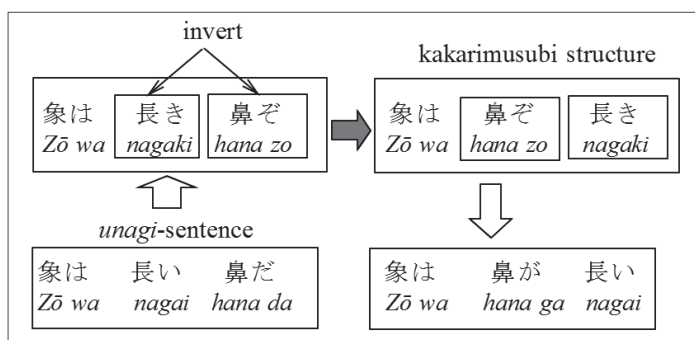 invert
kakarimusubi structure
象は 長き 鼻ぞ
Zō wa nagaki hana zo
象は 鼻ぞ 長き
Zō wa hana zo nagaki
unagi-sentence
象は 長い 鼻だ
Zō wa nagai hana da
象は 鼻が 長い
Zō wa hana ga nagai